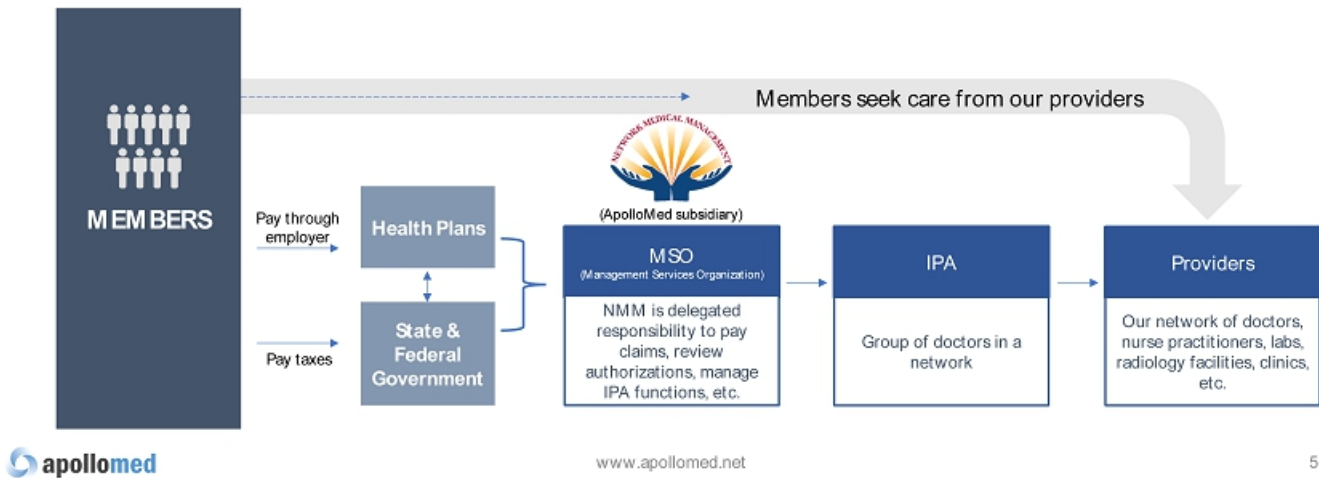 Members seek care from our providers
NETWORK MEDICAL MANAGEMENT
(ApolloMed subsidiary)
MEMBERS
Pay through
employer
Pay taxes
Health Plans
State &
Federal
Government
MSO
(Management Services Organization)
NMM is delegated
responsibility to pay
claims, review
authorizations, manage
IPA functions, etc.
IPA
Group of doctors in a
network
Providers
Our network of doctors,
nurse practitioners, labs,
radiology facilities, clinics,
etc.
apollomed
www.apollomed.net
5